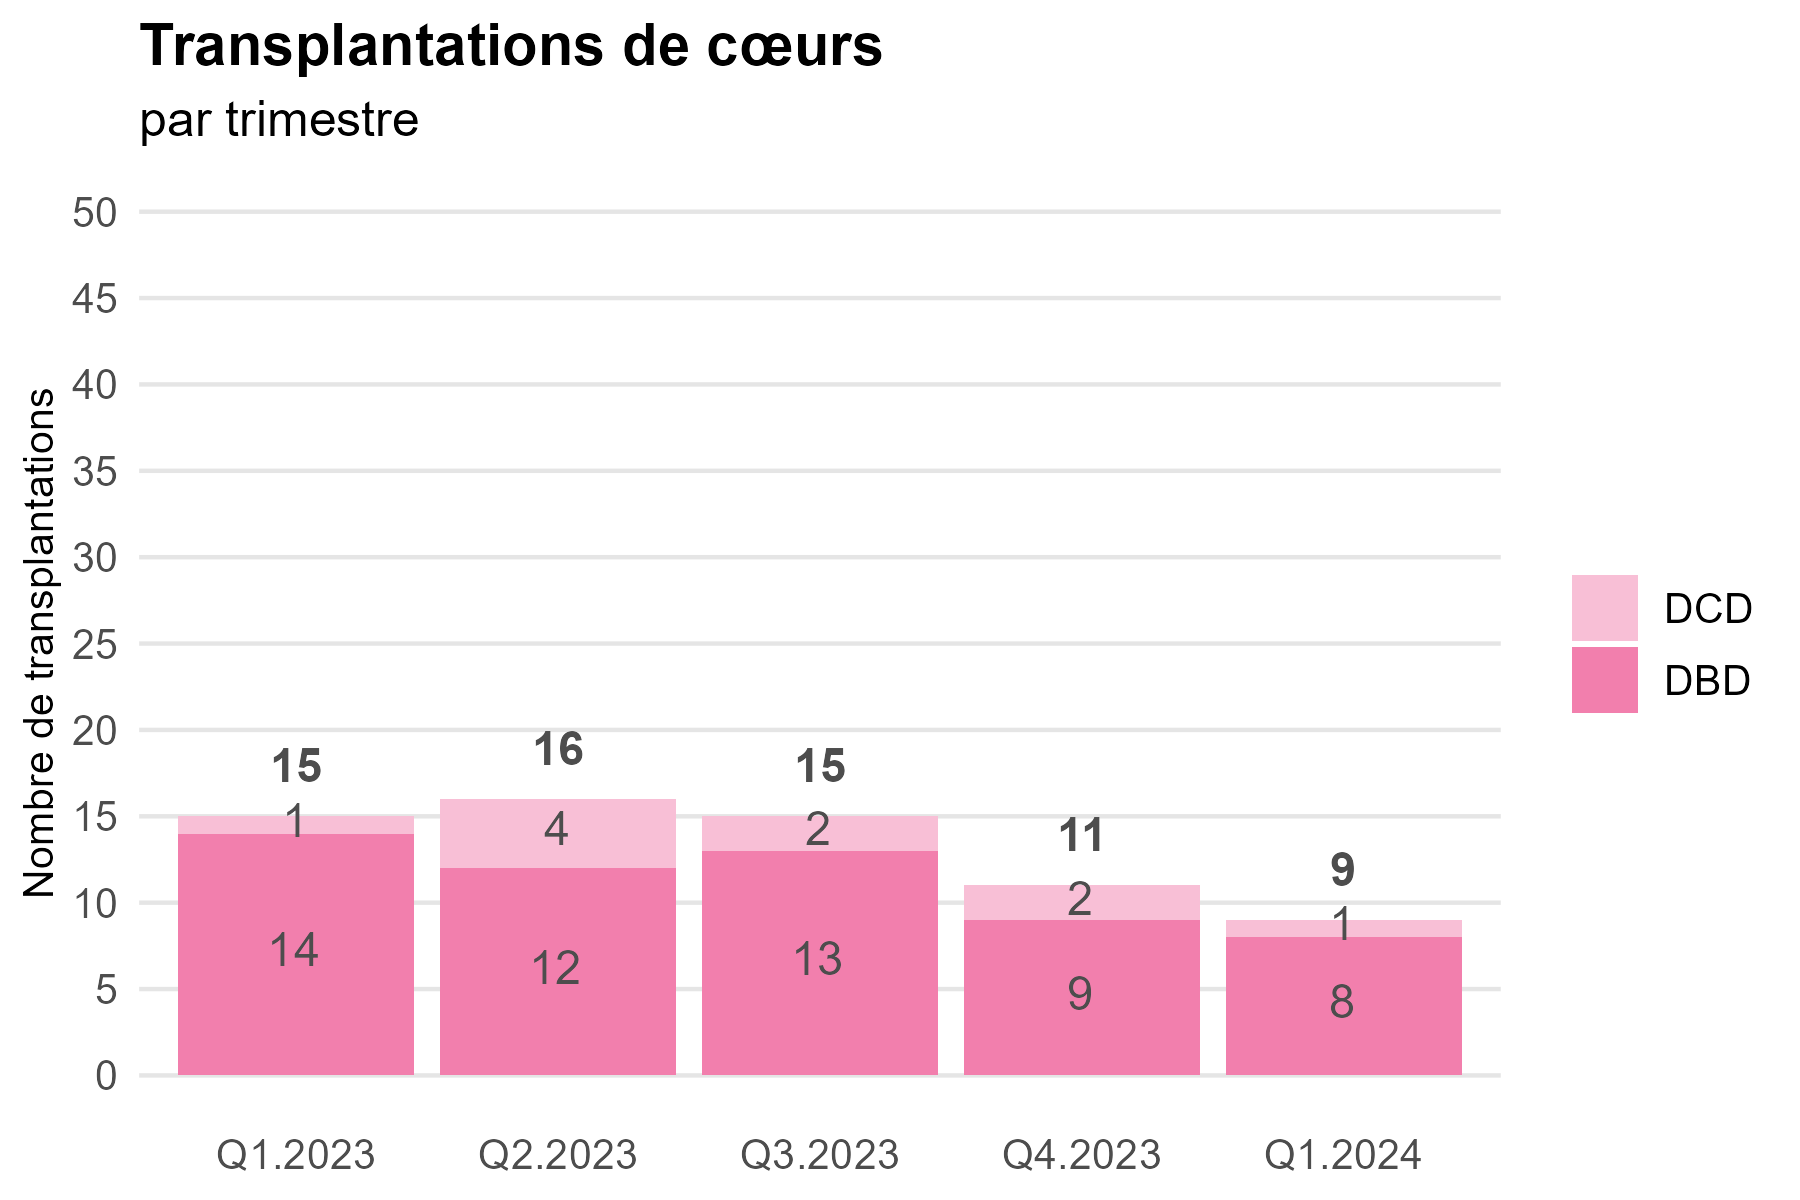 Transplantations de cœurs
par trimestre
Nombre de transplantations
50
45
40
35
30
25
20
15
10
5
0
15
16
15
11
9
1
4
2
2
1
14
12
13
9
8
Q1.2023
Q2.2023
Q3.2023
Q4.2023
Q1.2024
DCD
DBD